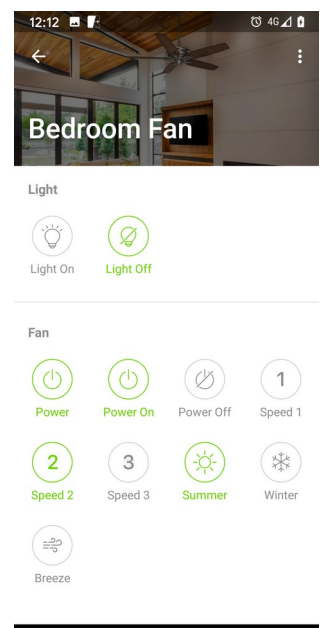 12:12 4G
Bedroom Fan
Light
Light On Light Off
Fan
Power Power On Power Off Speed 1
1
2 3
Speed 2 Speed 3 Summer Winter
Breeze